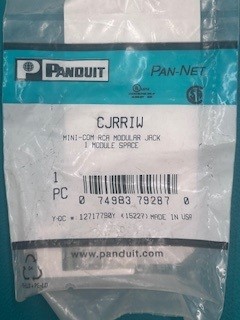 PANDUIT PAN-NET
CJRRIW
MINI-COM RCA MODULAR JACK
1 MODULE SPACE
1
PC 0 74983 79287 0
MADE IN USA
www.panduit.com